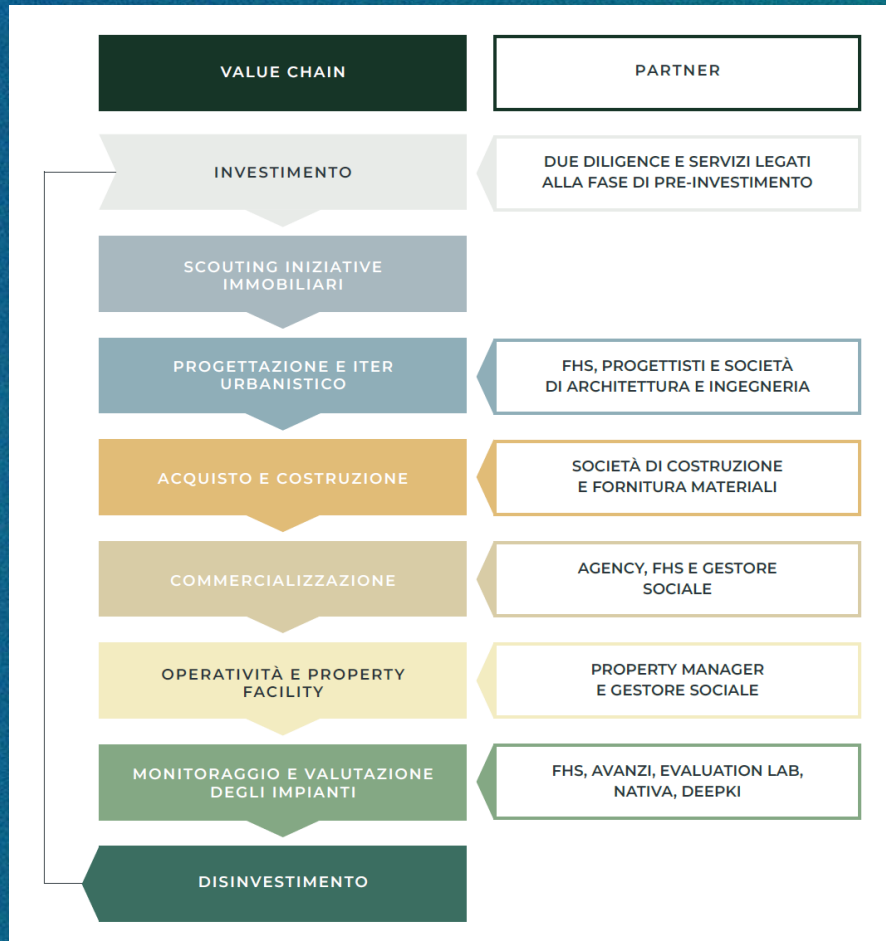 VALUE CHAIN
PARTNER
INVESTIMENTO
DUE DILIGENCE E SERVIZI LEGATI
ALLA FASE DI PRE-INVESTIMENTO
SCOUTING INIZIATIVE
IMMOBILIARI
PROGETTAZIONE E ITER
URBANISTICO
FHS, PROGETTISTI E SOCIETÀ
DI ARCHITETTURA E INGEGNERIA
ACQUISTO E COSTRUZIONE
SOCIETÀ DI COSTRUZIONE
E FORNITURA MATERIALI
COMMERCIALIZZAZIONE
AGENCY, FHS E GESTORE
SOCIALE
OPERATIVITÀ E PROPERTY
FACILITY
PROPERTY MANAGER
E GESTORE SOCIALE
MONITORAGGIO E VALUTAZIONE
DEGLI IMPIANTI
FHS, AVANZI, EVALUATION LAB,
NATIVA, DEEPKI
DISINVESTIMENTO